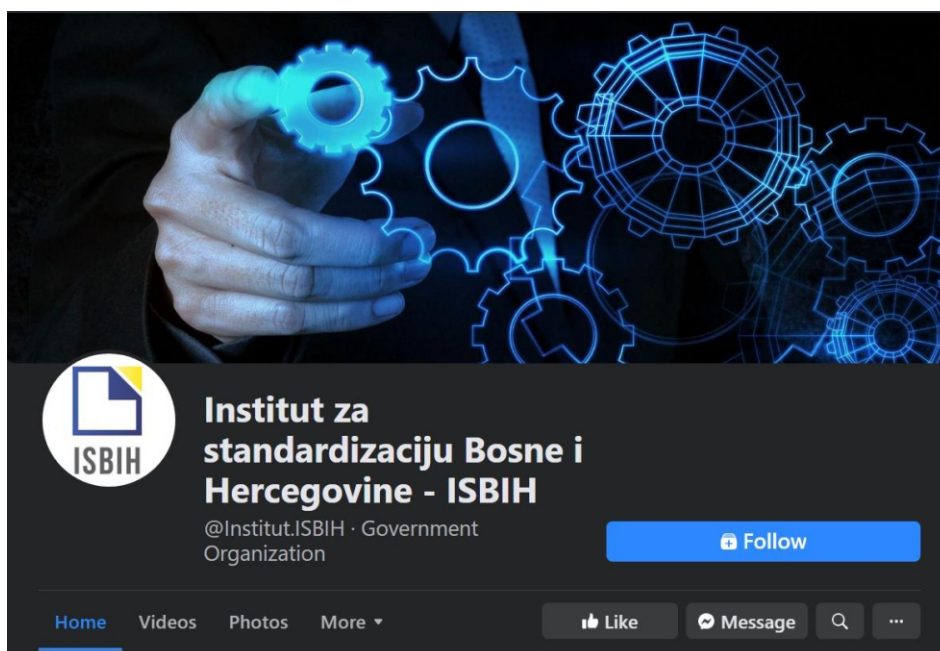 ISBIH
Institut za
standardizaciju Bosne i
Hercegovine - ISBIH
@Institut.ISBIH · Government
Organization
Follow
Home Videos Photos More
Like Message